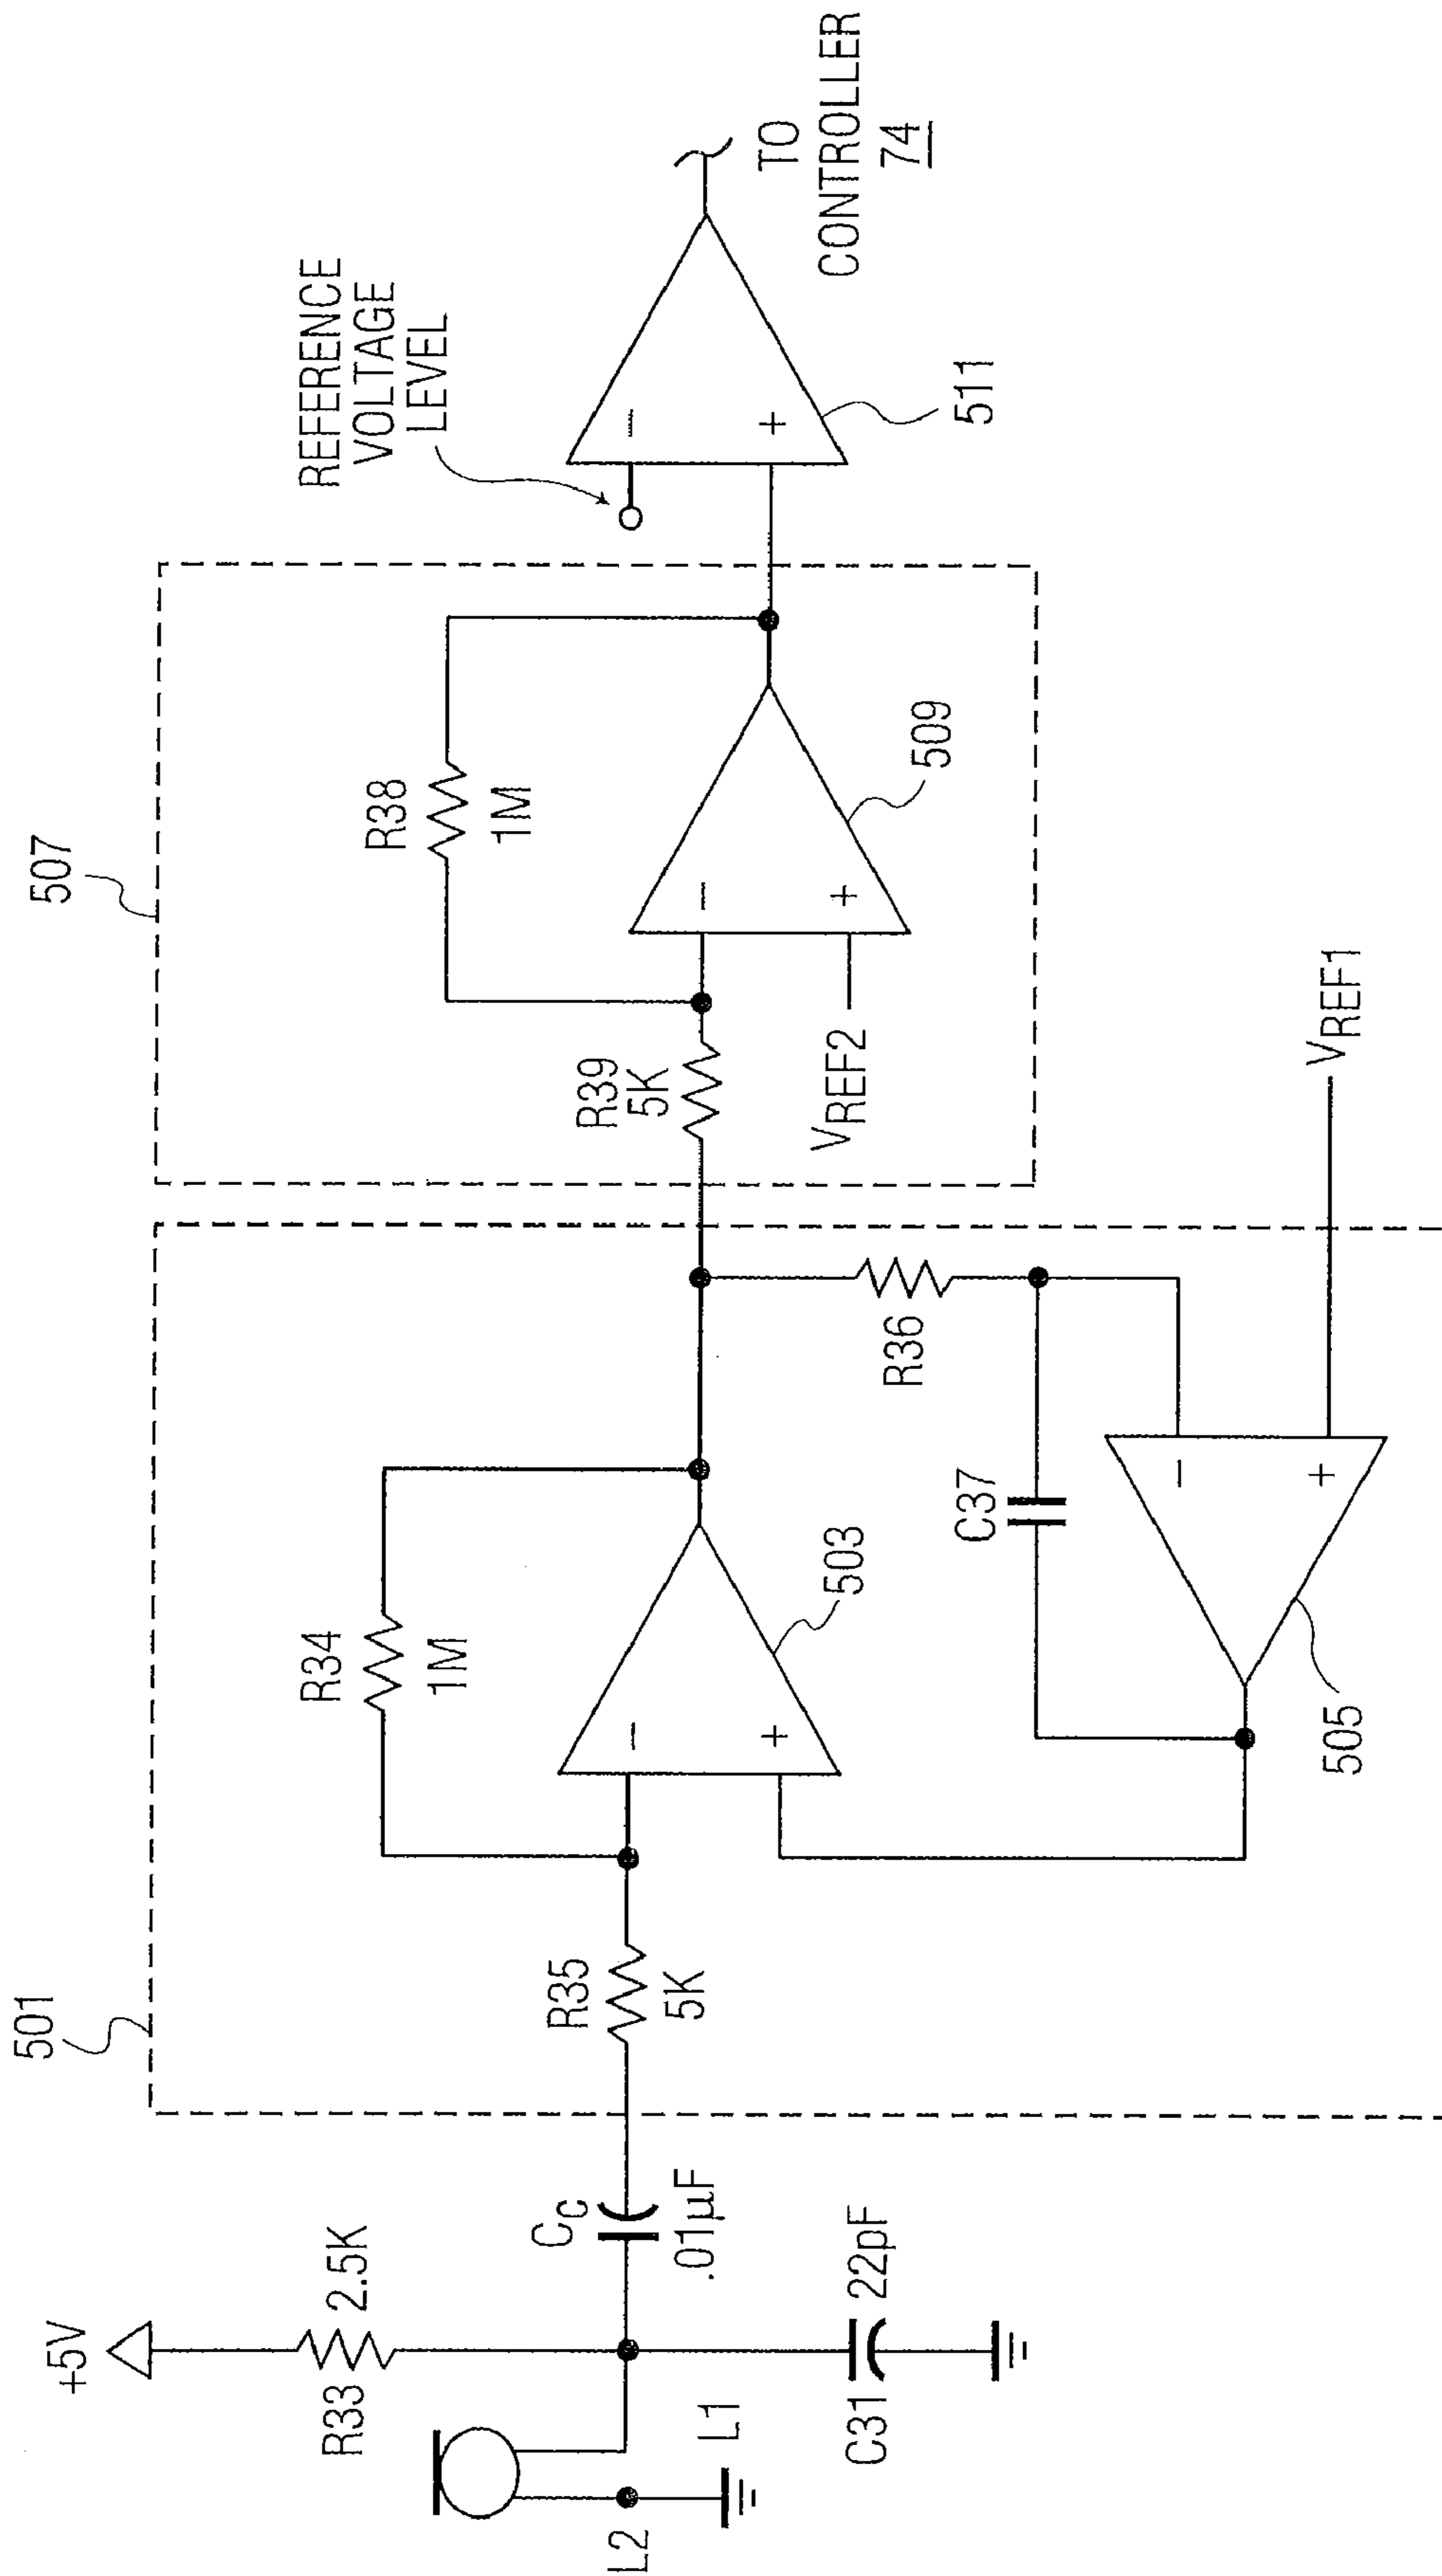 501
507
+5V
R33
2.5K
L2
L1
C31
22pF
CC
.01µF
R35
5K
R34
1M
−
+
503
R36
C37
−
+
505
VREF1
R39
5K
VREF2
R38
1M
−
+
509
REFERENCE
VOLTAGE
LEVEL
−
+
511
TO
CONTROLLER
74